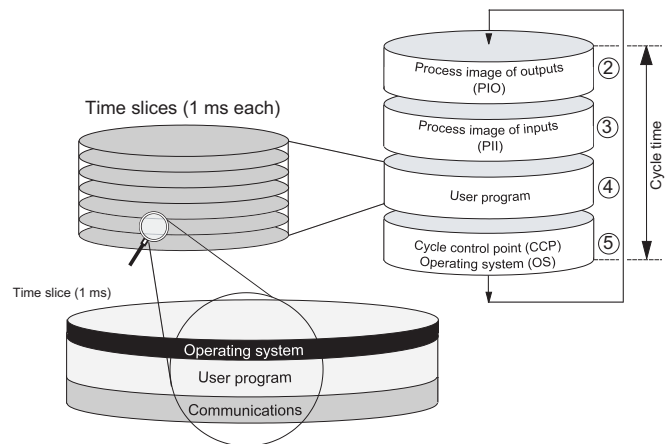 Process image of outputs
(PIO)
②
Process image of inputs
(PII)
③
User program
④
Cycle control point (CCP)
Operating system (OS)
⑤
Cycle time
Time slices (1 ms each)
Time slice (1 ms)
Operating system
User program
Communications